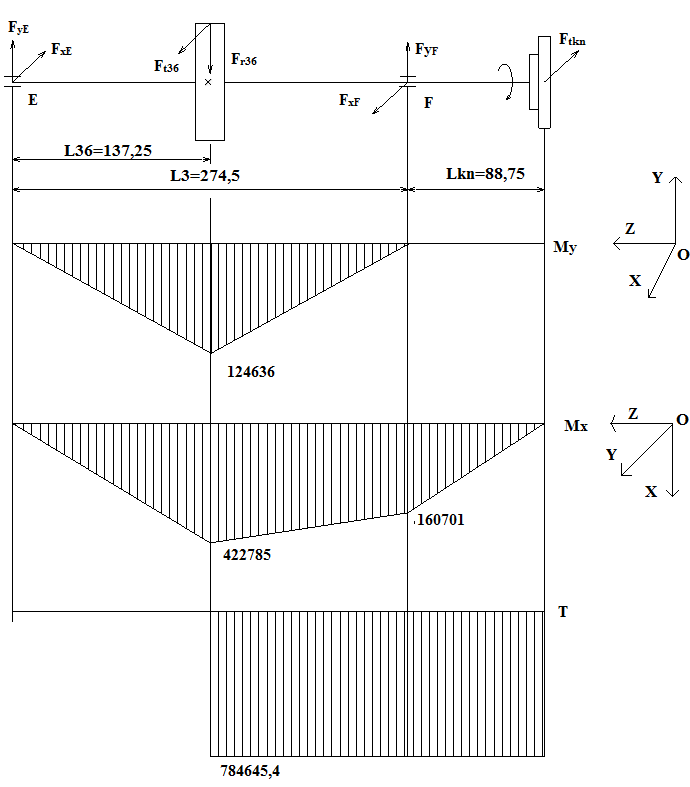 FyE
FxE
Ft36
Fr36
FyF
Ftkn
FxF
E
F
L36=137,25
L3=274,5
Lkn=88,75
Y
Z
O
X
My
124636
Mx
Z
O
Y
X
160701
422785
T
784645,4